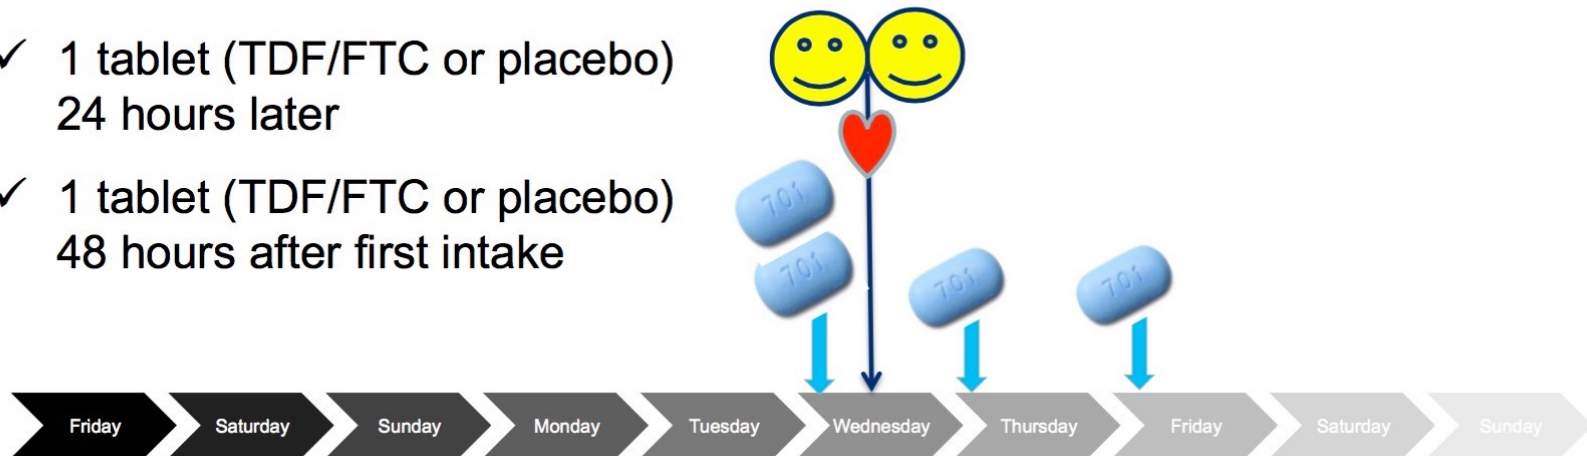 ✓ 1 tablet (TDF/FTC or placebo)
24 hours later
✓ 1 tablet (TDF/FTC or placebo)
48 hours after first intake
701
701
701
701
Friday
Saturday
Sunday
Monday
Tuesday
Wednesday
Thursday
Friday
Saturday
Sunday